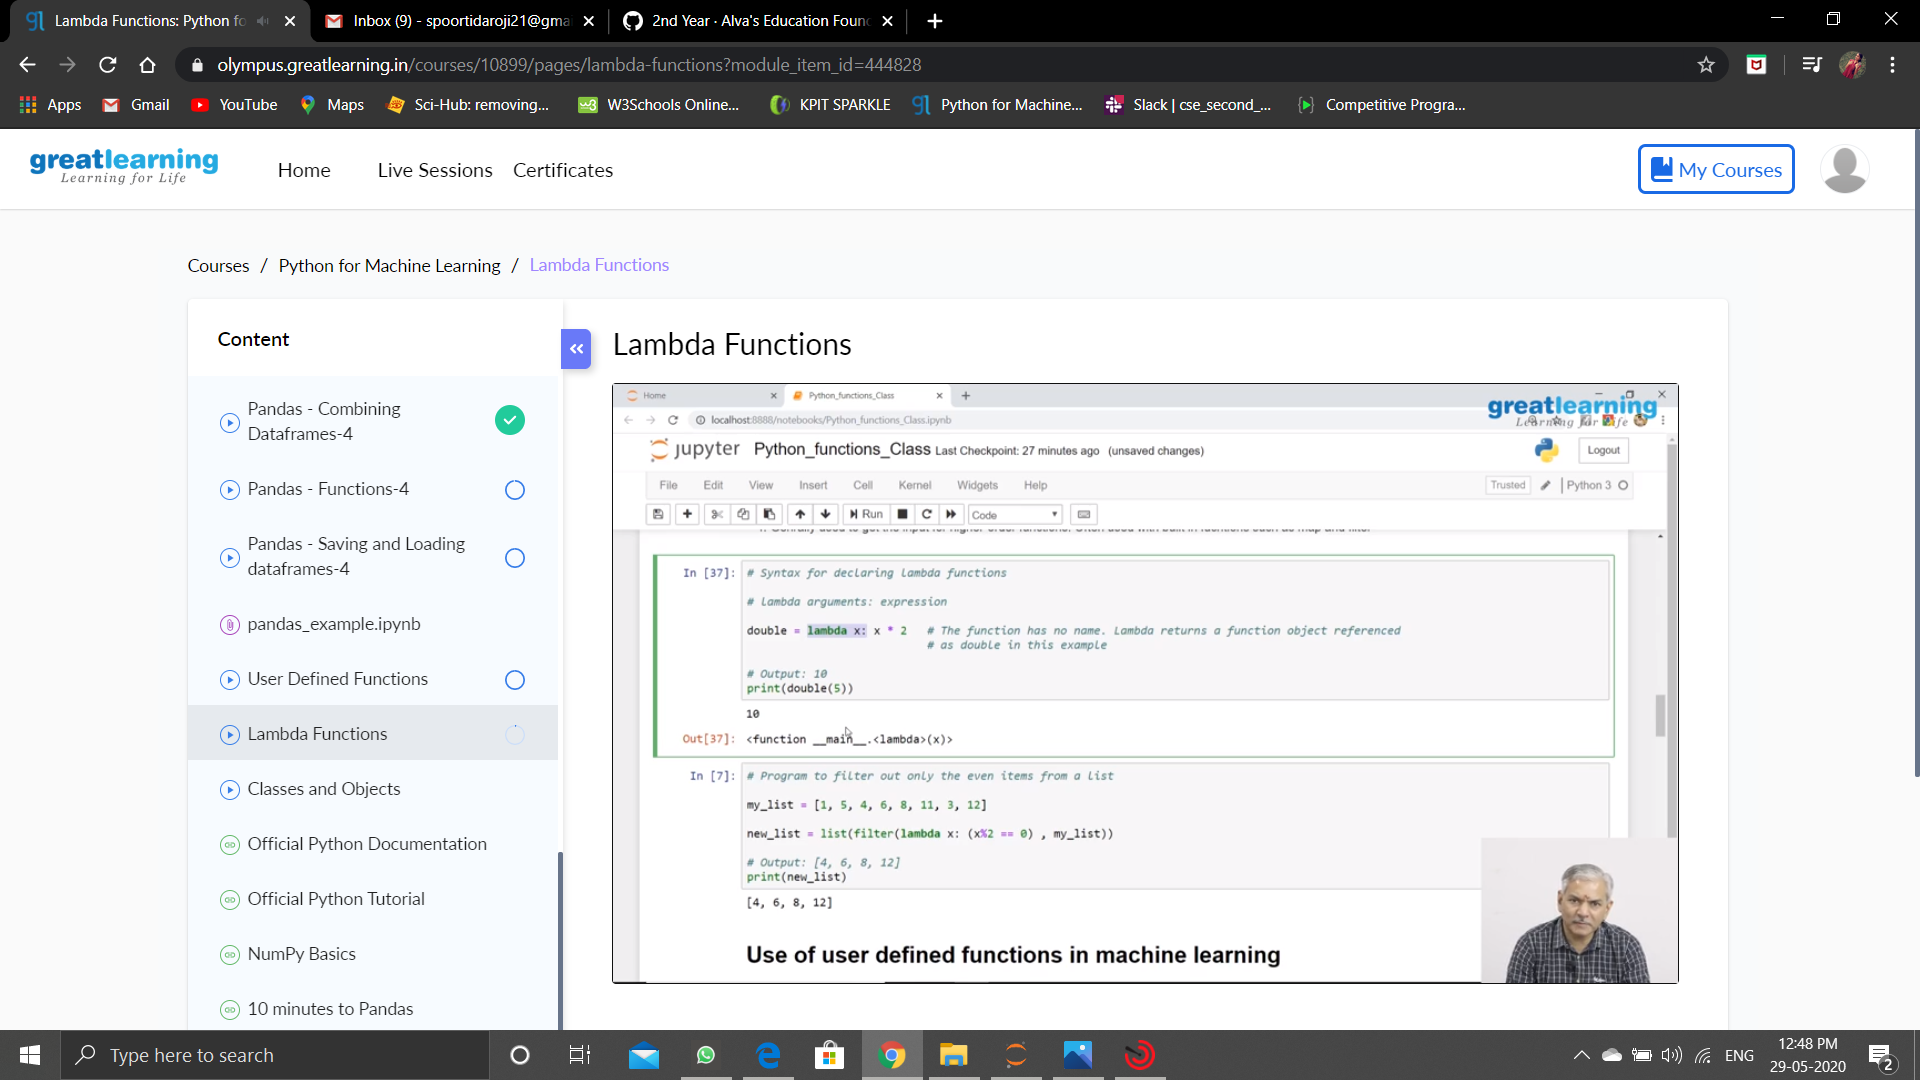 Lambda Functions: Python fo
Inbox (9) - spoortidaroji21@gma
2nd Year · Alva's Education Foun
olympus.greatlearning.in/courses/10899/pages/lambda-functions?module_item_id=444828
Apps
Gmail
YouTube
Maps
Sci-Hub: removing...
W3Schools Online...
KPIT SPARKLE
Python for Machine...
Slack | cse_second_...
Competitive Progra...
greatlearning
Learning for Life
Home
Live Sessions
Certificates
My Courses
Courses / Python for Machine Learning / Lambda Functions
Content
Pandas - Combining
Dataframes-4
Pandas - Functions-4
Pandas - Saving and Loading
dataframes-4
pandas_example.ipynb
User Defined Functions
Lambda Functions
Classes and Objects
Official Python Documentation
Official Python Tutorial
NumPy Basics
10 minutes to Pandas
Lambda Functions
Home
Python_functions_Class
localhost:8888/notebooks/Python_functions_Class.ipynb
greatlearning
Learning for Life
jupyter Python_functions_Class Last Checkpoint: 27 minutes ago (unsaved changes)
Logout
File Edit View Insert Cell Kernel Widgets Help
Trusted
Python 3
Run
Code
In [37]: # Syntax for declaring lambda functions
# Lambda arguments: expression
double = lambda x: x * 2 # The function has no name. Lambda returns a function object referenced
# as double in this example
# Output: 10
print(double(5))
10
Out[37]: <function __main__.<lambda>(x)>
In [7]: # Program to filter out only the even items from a list
my_list = [1, 5, 4, 6, 8, 11, 3, 12]
new_list = list(filter(lambda x: (x%2 == 0) , my_list))
# Output: [4, 6, 8, 12]
print(new_list)
[4, 6, 8, 12]
Use of user defined functions in machine learning
Type here to search
ENG
12:48 PM
29-05-2020
2